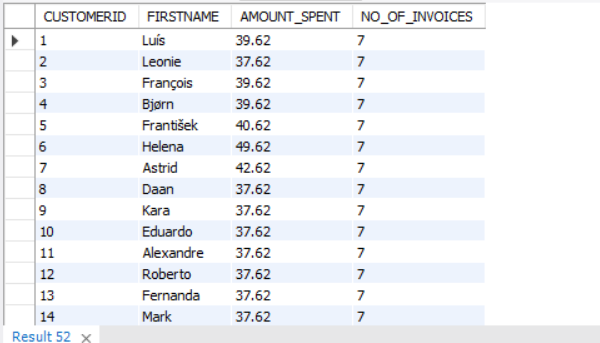 CUSTOMERID FIRSTNAME AMOUNT_SPENT NO_OF_INVOICES
1 Luís 39.62 7
2 Leonie 37.62 7
3 François 39.62 7
4 Bjørn 39.62 7
5 František 40.62 7
6 Helena 49.62 7
7 Astrid 42.62 7
8 Daan 37.62 7
9 Kara 37.62 7
10 Eduardo 37.62 7
11 Alexandre 37.62 7
12 Roberto 37.62 7
13 Fernanda 37.62 7
14 Mark 37.62 7
Result 52